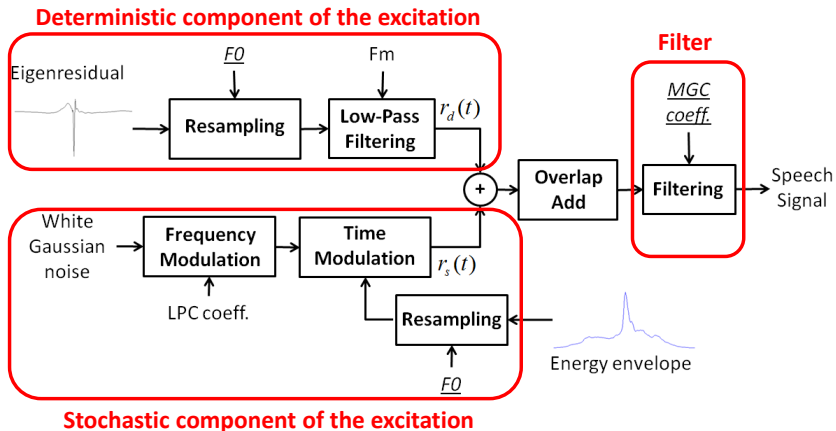 Deterministic component of the excitation
Eigenresidual
F0
Fm
Resampling
Low-Pass
Filtering
r_d(t)
Filter
MGC
coeff.
+
Overlap
Add
Filtering
Speech
Signal
White
Gaussian
noise
Frequency
Modulation
Time
Modulation
r_s(t)
LPC coeff.
Resampling
F0
Energy envelope
Stochastic component of the excitation